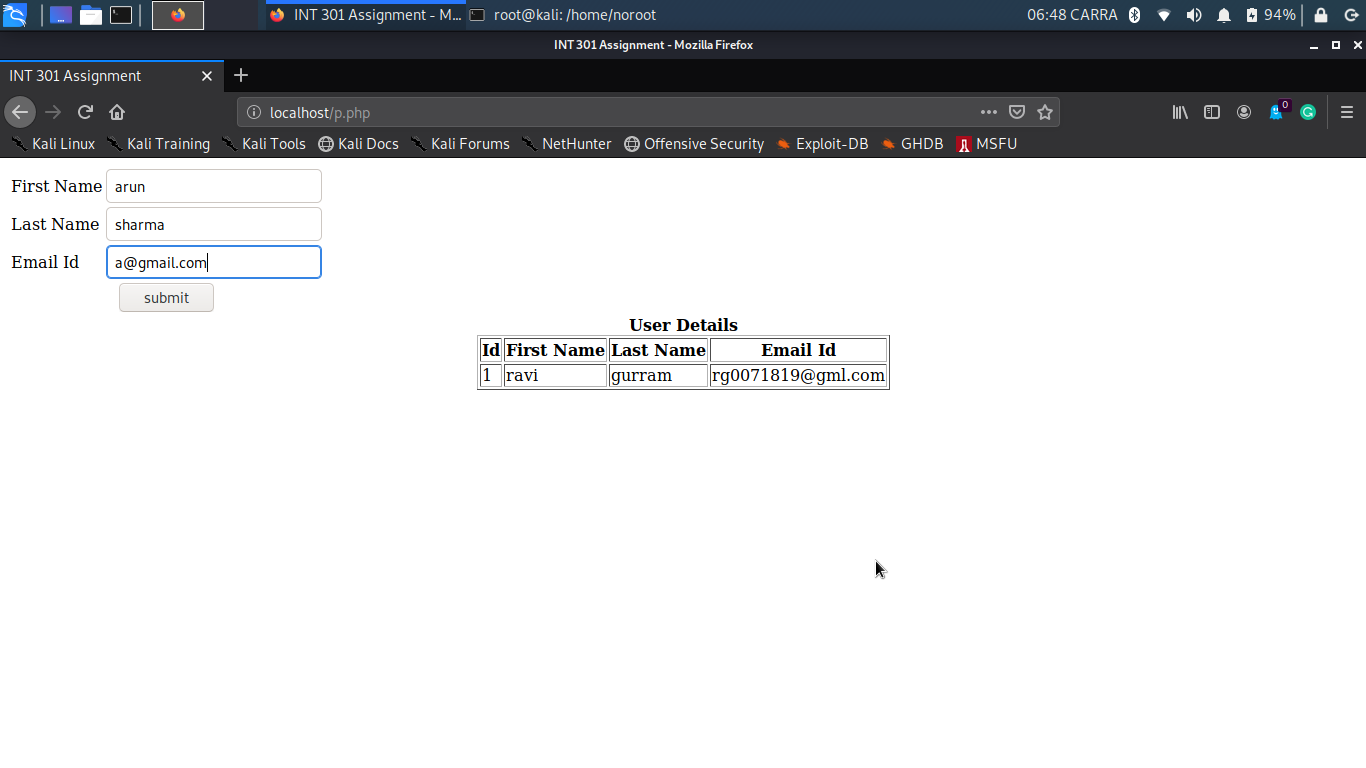 INT 301 Assignment - M... root@kali: /home/noroot 06:48 CARRA 94%
INT 301 Assignment - Mozilla Firefox
INT 301 Assignment
localhost/p.php 0
Kali Linux Kali Training Kali Tools Kali Docs Kali Forums NetHunter Offensive Security Exploit-DB GHDB MSFU
First Name arun
Last Name sharma
Email Id a@gmail.com
submit
User Details
Id First Name Last Name Email Id
1 ravi gurram rg0071819@gml.com